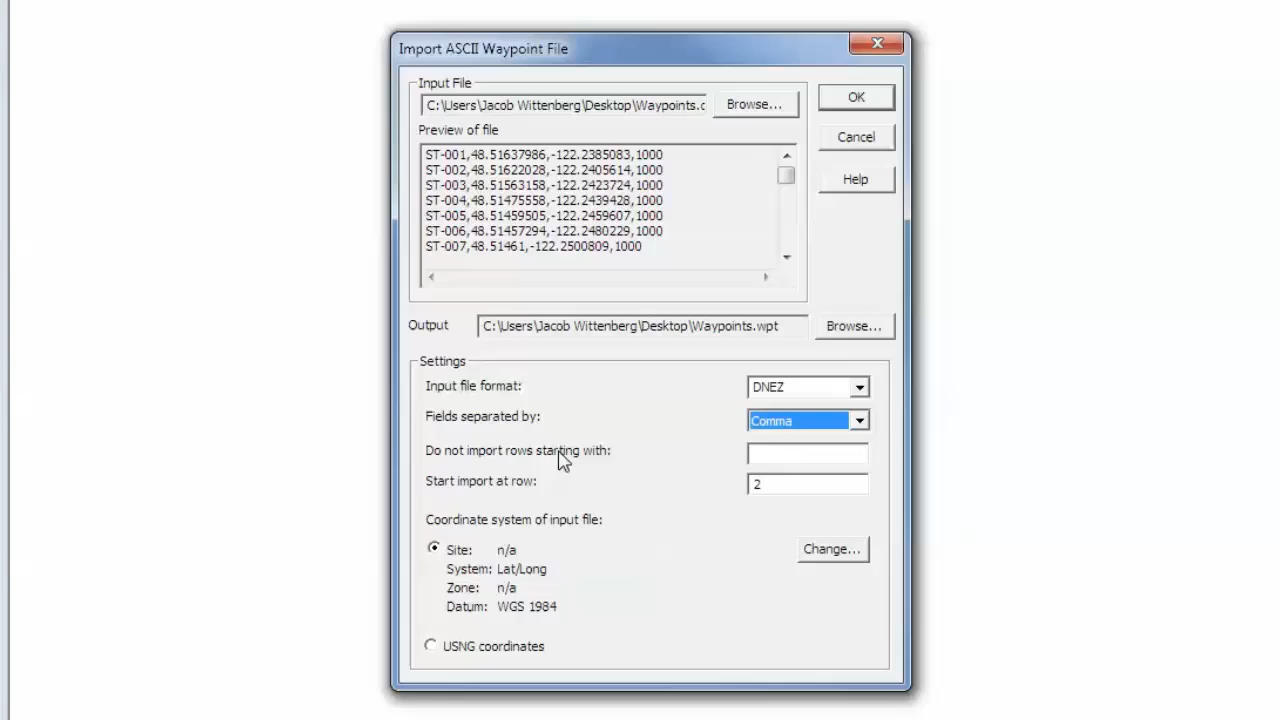 Import ASCII Waypoint File
Input File
C:\Users\Jacob Wittenberg\Desktop\Waypoints.c
Browse...
OK
Preview of file
Cancel
ST-001,48.51637986,-122.2385083,1000
ST-002,48.51622028,-122.2405614,1000
ST-003,48.51563158,-122.2423724,1000
ST-004,48.51475558,-122.2439428,1000
ST-005,48.51459505,-122.2459607,1000
ST-006,48.51457294,-122.2480229,1000
ST-007,48.51461,-122.2500809,1000
Help
Output
C:\Users\Jacob Wittenberg\Desktop\Waypoints.wpt
Browse...
Settings
Input file format:
DNEZ
Fields separated by:
Comma
Do not import rows starting with:
Start import at row:
2
Coordinate system of input file:
Site: n/a
Change...
System: Lat/Long
Zone: n/a
Datum: WGS 1984
USNG coordinates